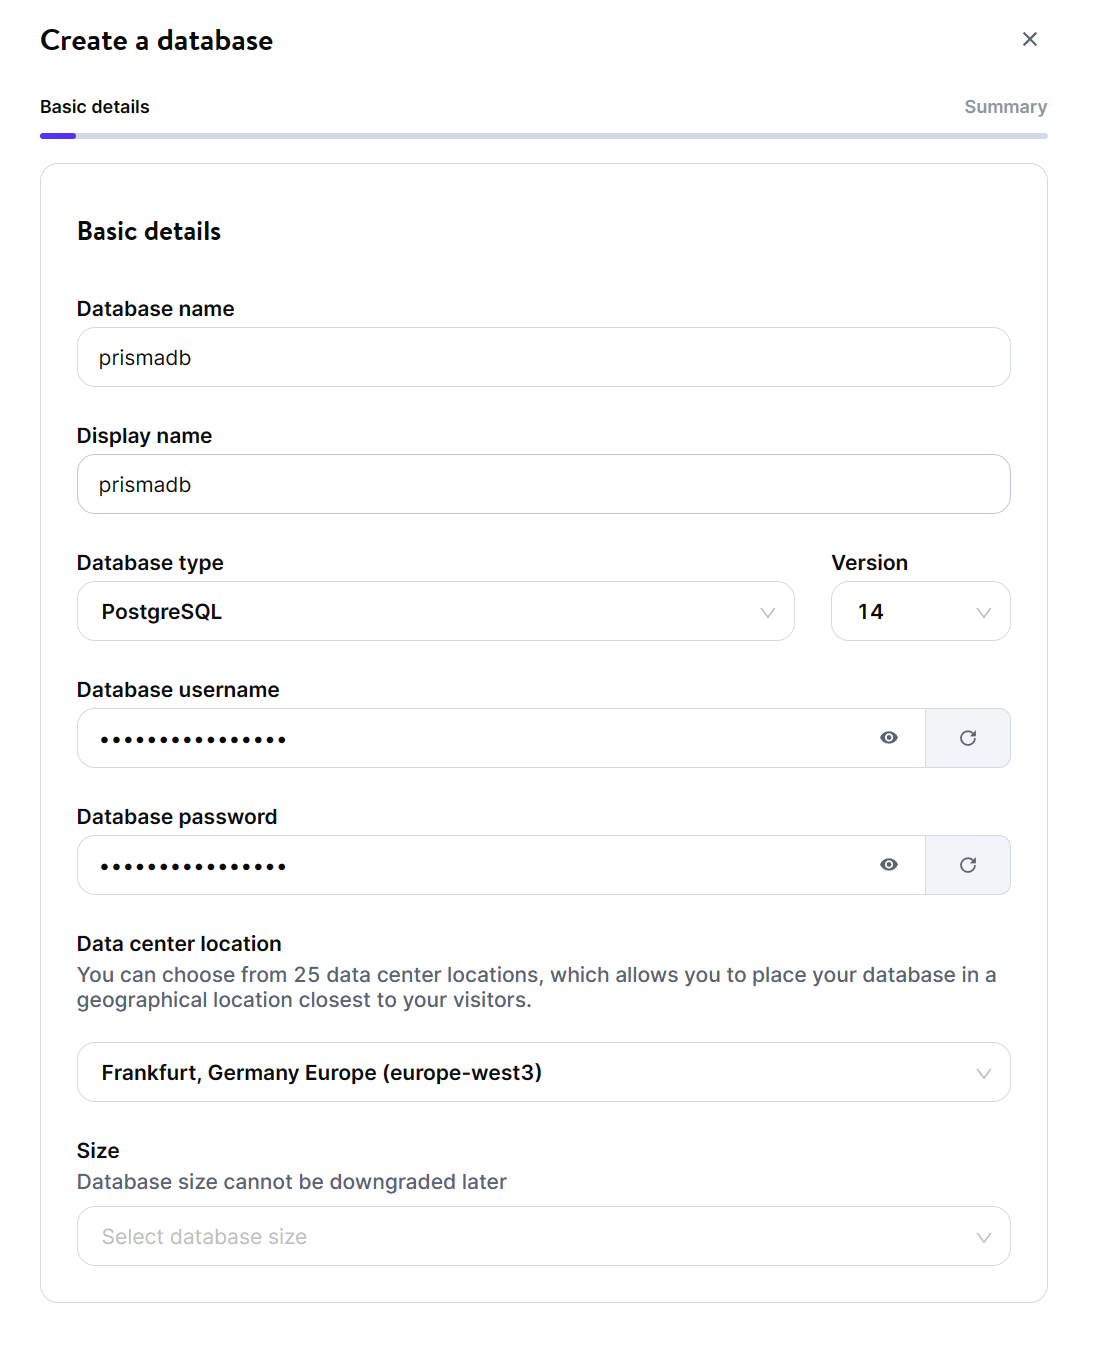 Create a database
Basic details
Summary
Basic details
Database name
prismadb
Display name
prismadb
Database type
Version
PostgreSQL
14
Database username
••••••••••••••••
Database password
••••••••••••••••
Data center location
You can choose from 25 data center locations, which allows you to place your database in a
geographical location closest to your visitors.
Frankfurt, Germany Europe (europe-west3)
Size
Database size cannot be downgraded later
Select database size